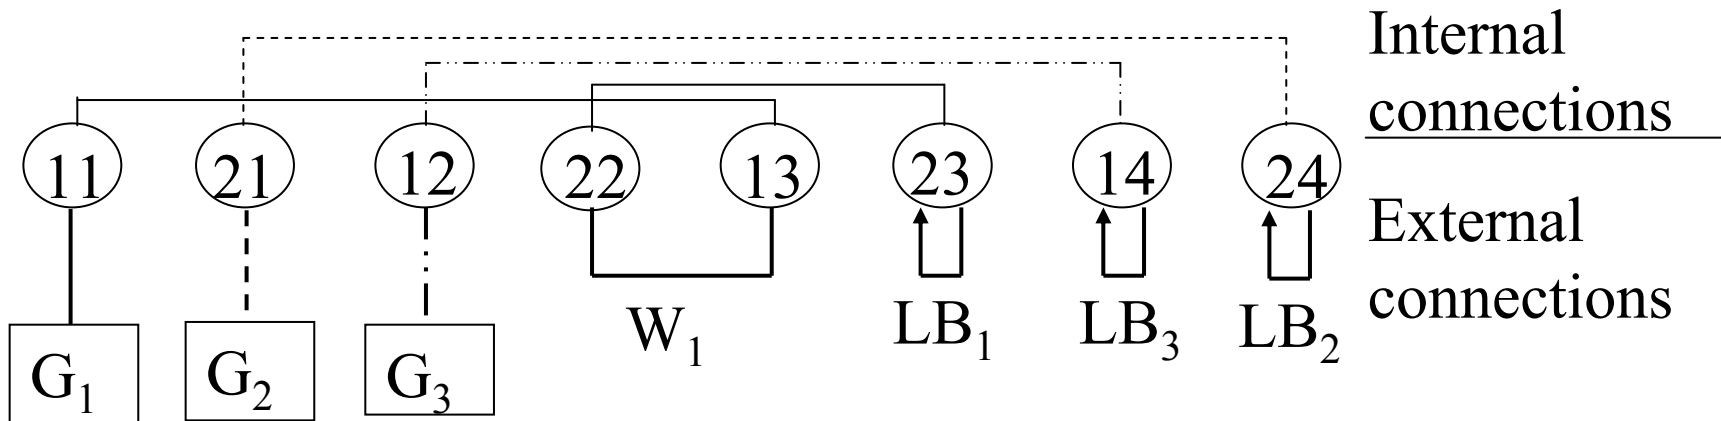 Internal
connections
11 21 12 22 13 23 14 24
External
connections
W₁ LB₁ LB₃ LB₂
G₁ G₂ G₃